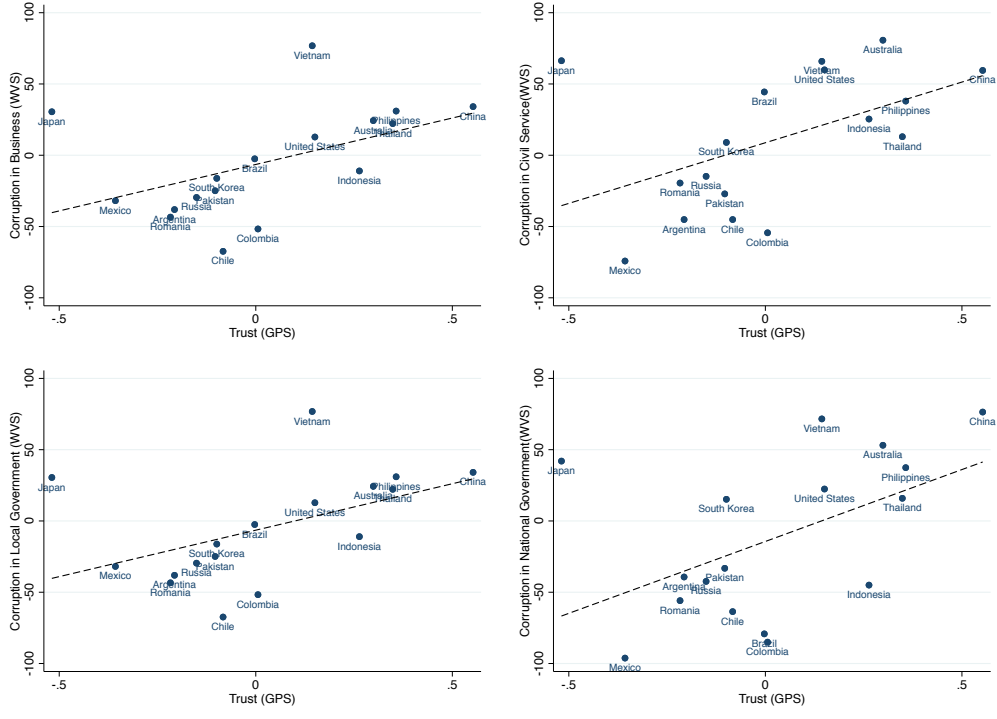 Corruption in Business (WVS)
100
50
0
-50
-100
Vietnam
Japan
Philippines
Australia
Thailand
China
United States
Brazil
Indonesia
South Korea
Pakistan
Russia
Mexico
Argentina
Romania
Colombia
Chile
-.5 0 .5
Trust (GPS)
Corruption in Civil Service(WVS)
100
50
0
-50
-100
Australia
Japan
Vietnam
United States
China
Brazil
Philippines
Indonesia
Thailand
South Korea
Russia
Romania
Pakistan
Argentina
Chile
Colombia
Mexico
-.5 0 .5
Trust (GPS)
Corruption in Local Government(WVS)
100
50
0
-50
-100
Vietnam
Japan
Philippines
Australia
Thailand
China
United States
Brazil
Indonesia
South Korea
Pakistan
Russia
Mexico
Argentina
Romania
Colombia
Chile
-.5 0 .5
Trust (GPS)
Corruption in National Government(WVS)
100
50
0
-50
-100
China
Vietnam
Australia
Japan
Philippines
United States
Thailand
South Korea
Pakistan
Argentina
Russia
Indonesia
Romania
Chile
Brazil
Colombia
Mexico
-.5 0 .5
Trust (GPS)